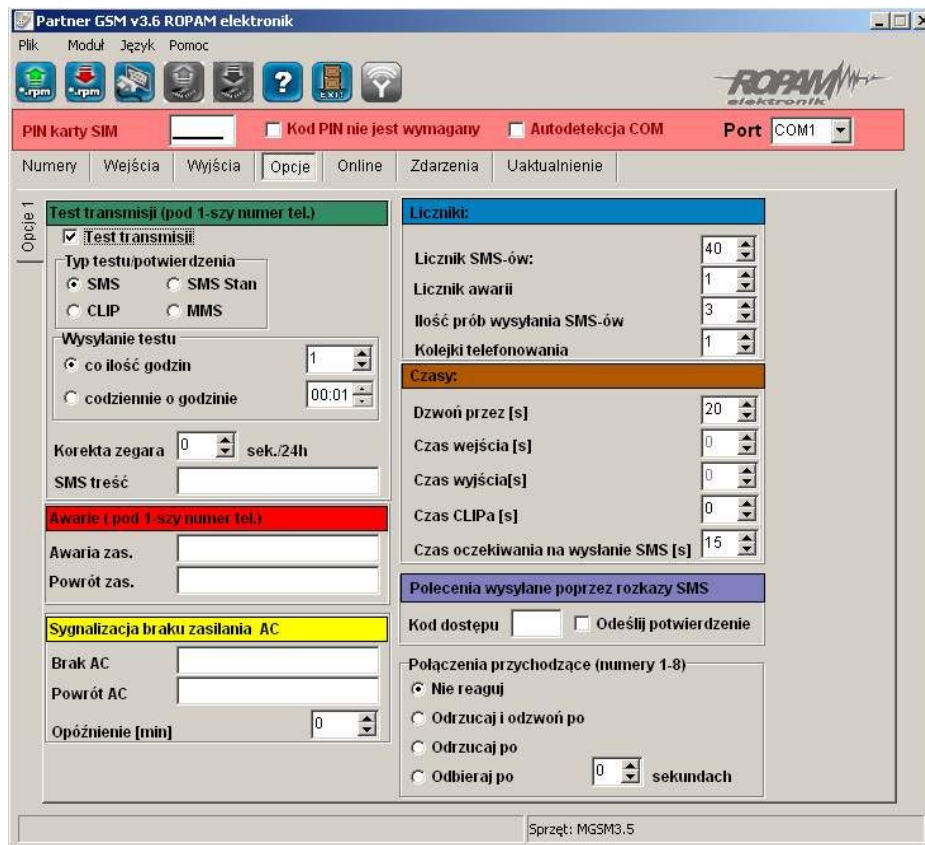 Partner GSM v3.6 ROPAM elektronik
Plik Moduł Język Pomoc
*.rpm *.rpm ? EXIT
ROPAM
elektronik
PIN karty SIM Kod PIN nie jest wymagany Autodetekcja COM Port COM1
Numery Wejścia Wyjścia Opcje Online Zdarzenia Uaktualnienie
Opcje 1
Test transmisji (pod 1-szy numer tel.)
Test transmisji
Typ testu/potwierdzenia
SMS SMS Stan
CLIP MMS
Wysyłanie testu
co ilość godzin 1
codziennie o godzinie 00:01
Korekta zegara 0 sek./24h
SMS treść
Awarie ( pod 1-szy numer tel.)
Awaria zas.
Powrót zas.
Sygnalizacja braku zasilania AC
Brak AC
Powrót AC
Opóźnienie [min] 0
Liczniki:
Licznik SMS-ów: 40
Licznik awarii 1
Ilość prób wysyłania SMS-ów 3
Kolejki telefonowania 1
Czasy:
Dzwoń przez [s] 20
Czas wejścia [s] 0
Czas wyjścia[s] 0
Czas CLIPa [s] 0
Czas oczekiwania na wysłanie SMS [s] 15
Polecenia wysyłane poprzez rozkazy SMS
Kod dostępu Odeślij potwierdzenie
Połączenia przychodzące (numery 1-8)
Nie reaguj
Odrzucaj i odzwoń po
Odrzucaj po
Odbieraj po 0 sekundach
Sprzęt: MGSM3.5